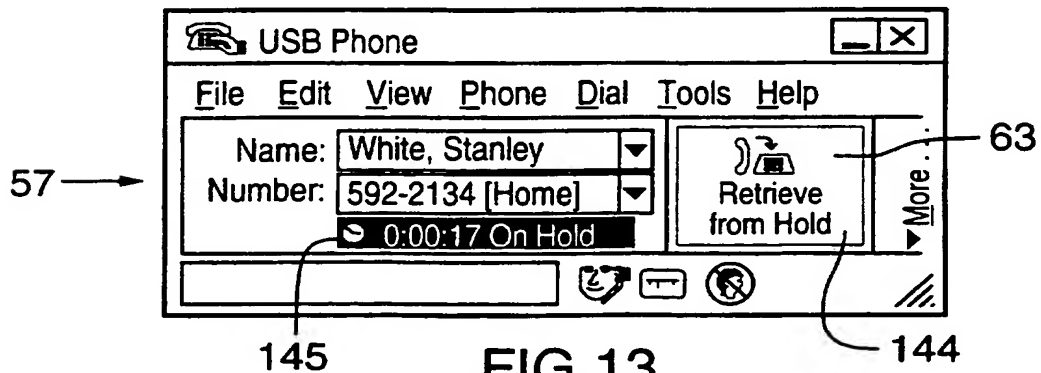 USB Phone
File Edit View Phone Dial Tools Help
Name: White, Stanley
Number: 592-2134 [Home]
0:00:17 On Hold
Retrieve
from Hold
More...
57
63
145
144
FIG.13